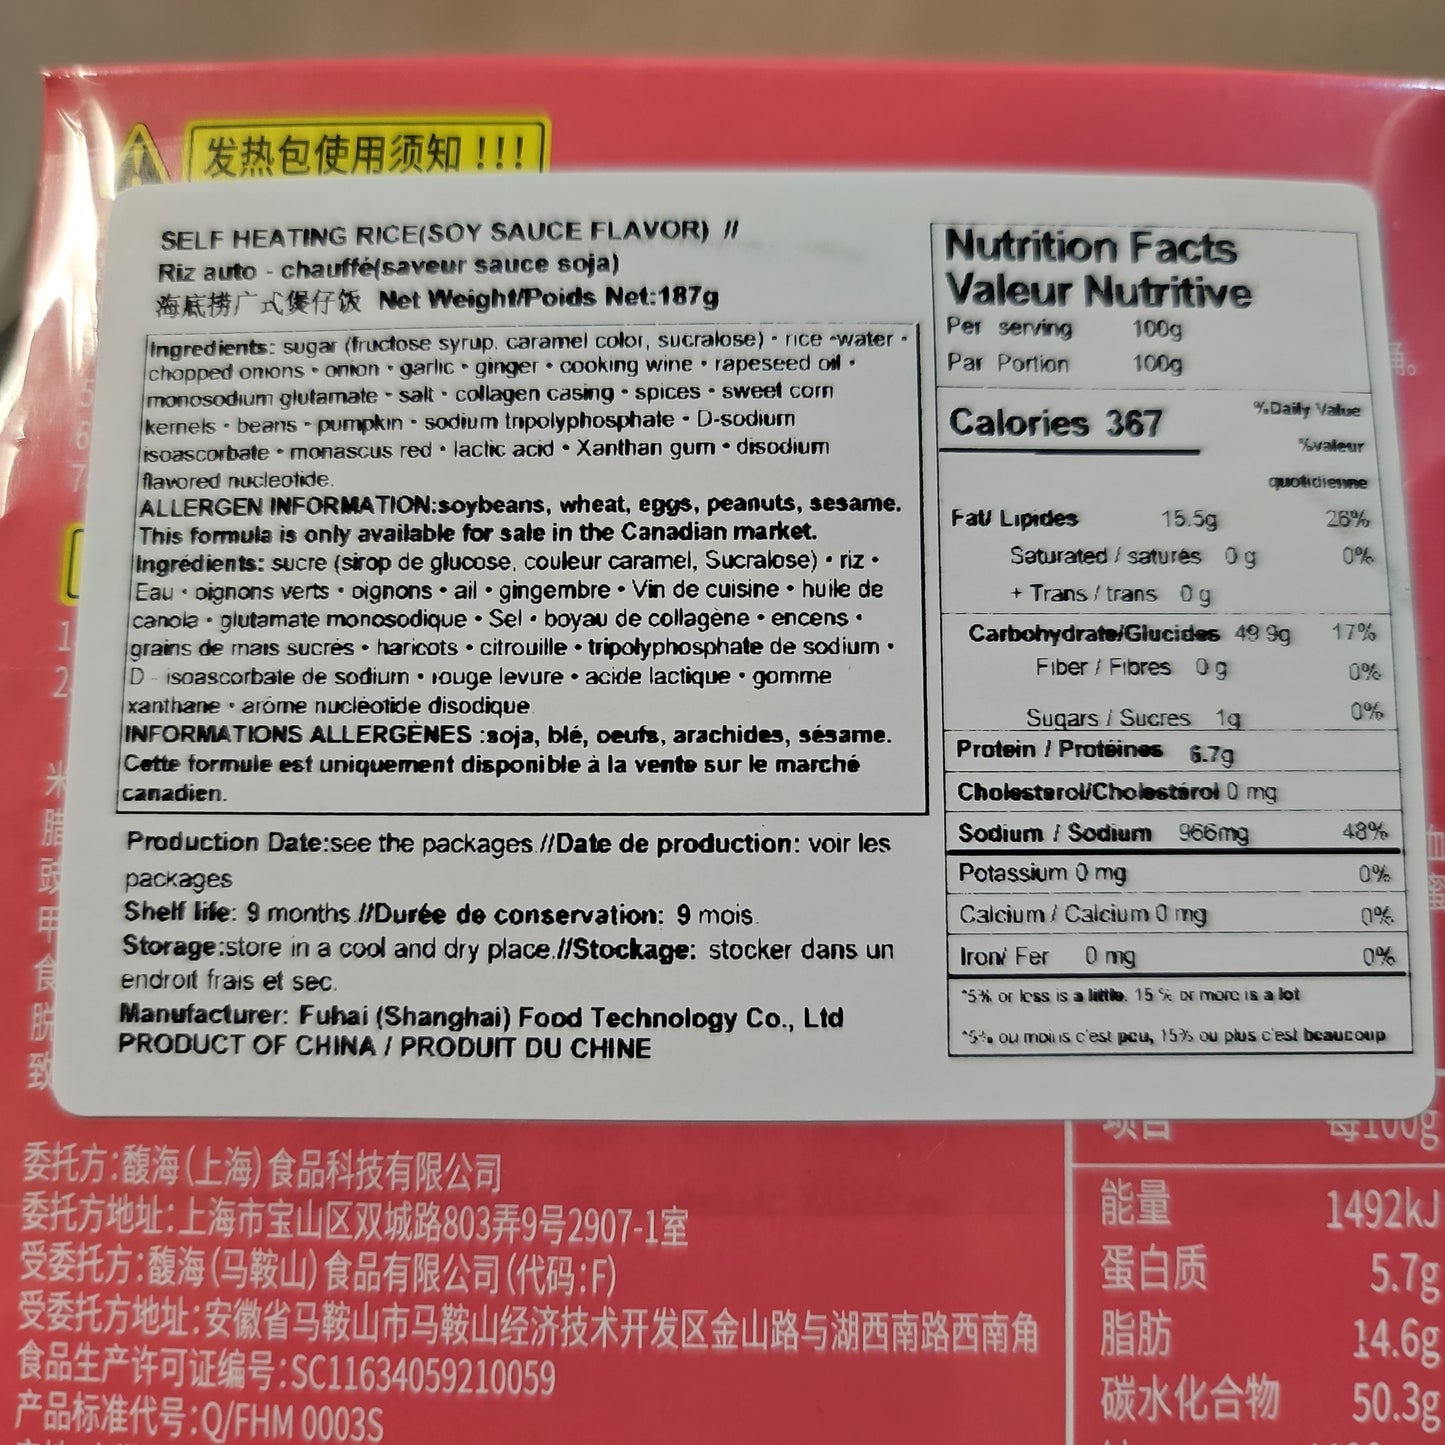 发热包使用须知 !!!
SELF HEATING RICE(SOY SAUCE FLAVOR) //
Riz auto - chauffé(saveur sauce soja)
海底捞广式煲仔饭 Net Weight/Poids Net:187g
Ingredients: sugar (fructose syrup, caramel color, sucralose) • rice •water •
chopped onions • onion • garlic • ginger • cooking wine • rapeseed oil •
monosodium glutamate • salt • collagen casing • spices • sweet corn
kernels • beans • pumpkin • sodium tripolyphosphate • D-sodium
isoascorbate • monascus red • lactic acid • Xanthan gum • disodium
flavored nucleotide.
ALLERGEN INFORMATION:soybeans, wheat, eggs, peanuts, sesame.
This formula is only available for sale in the Canadian market.
Ingrédients: sucre (sirop de glucose, couleur caramel, Sucralose) • riz •
Eau • oignons verts • oignons • ail • gingembre • Vin de cuisine • huile de
canola • glutamate monosodique • Sel • boyau de collagène • encens •
grains de maïs sucrés • haricots • citrouille • tripolyphosphate de sodium •
D - isoascorbate de sodium • rouge levure • acide lactique • gomme
xanthane • arôme nucléotide disodique
INFORMATIONS ALLERGÈNES :soja, blé, oeufs, arachides, sésame.
Cette formule est uniquement disponible à la vente sur le marché
canadien.
Production Date:see the packages.//Date de production: voir les
packages
Shelf life: 9 months.//Durée de conservation: 9 mois.
Storage:store in a cool and dry place.//Stockage: stocker dans un
endroit frais et sec.
Manufacturer: Fuhai (Shanghai) Food Technology Co., Ltd
PRODUCT OF CHINA / PRODUIT DU CHINE
Nutrition Facts
Valeur Nutritive
Per serving 100g
Par Portion 100g
Calories 367 %Daily Value
%valeur
quotidienne
Fat/ Lipides 15.5g 26%
Saturated / saturés 0 g 0%
+ Trans / trans 0 g
Carbohydrate/Glucides 49.9g 17%
Fiber / Fibres 0 g 0%
Sugars / Sucres 1g 0%
Protein / Protéines 6.7g
Cholesterol/Cholestérol 0 mg
Sodium / Sodium 966mg 48%
Potassium 0 mg 0%
Calcium / Calcium 0 mg 0%
Iron/ Fer 0 mg 0%
*5% or less is a little. 15 % or more is a lot
*5% ou moins c'est peu, 15% ou plus c'est beaucoup
委托方:馥海(上海)食品科技有限公司
委托方地址:上海市宝山区双城路803弄9号2907-1室
受委托方:馥海(马鞍山)食品有限公司(代码:F)
受委托方地址:安徽省马鞍山市马鞍山经济技术开发区金山路与湖西南路西南角
食品生产许可证编号:SC11634059210059
产品标准代号:Q/FHM 0003S
项目 每100g
能量 1492kJ
蛋白质 5.7g
脂肪 14.6g
碳水化合物 50.3g